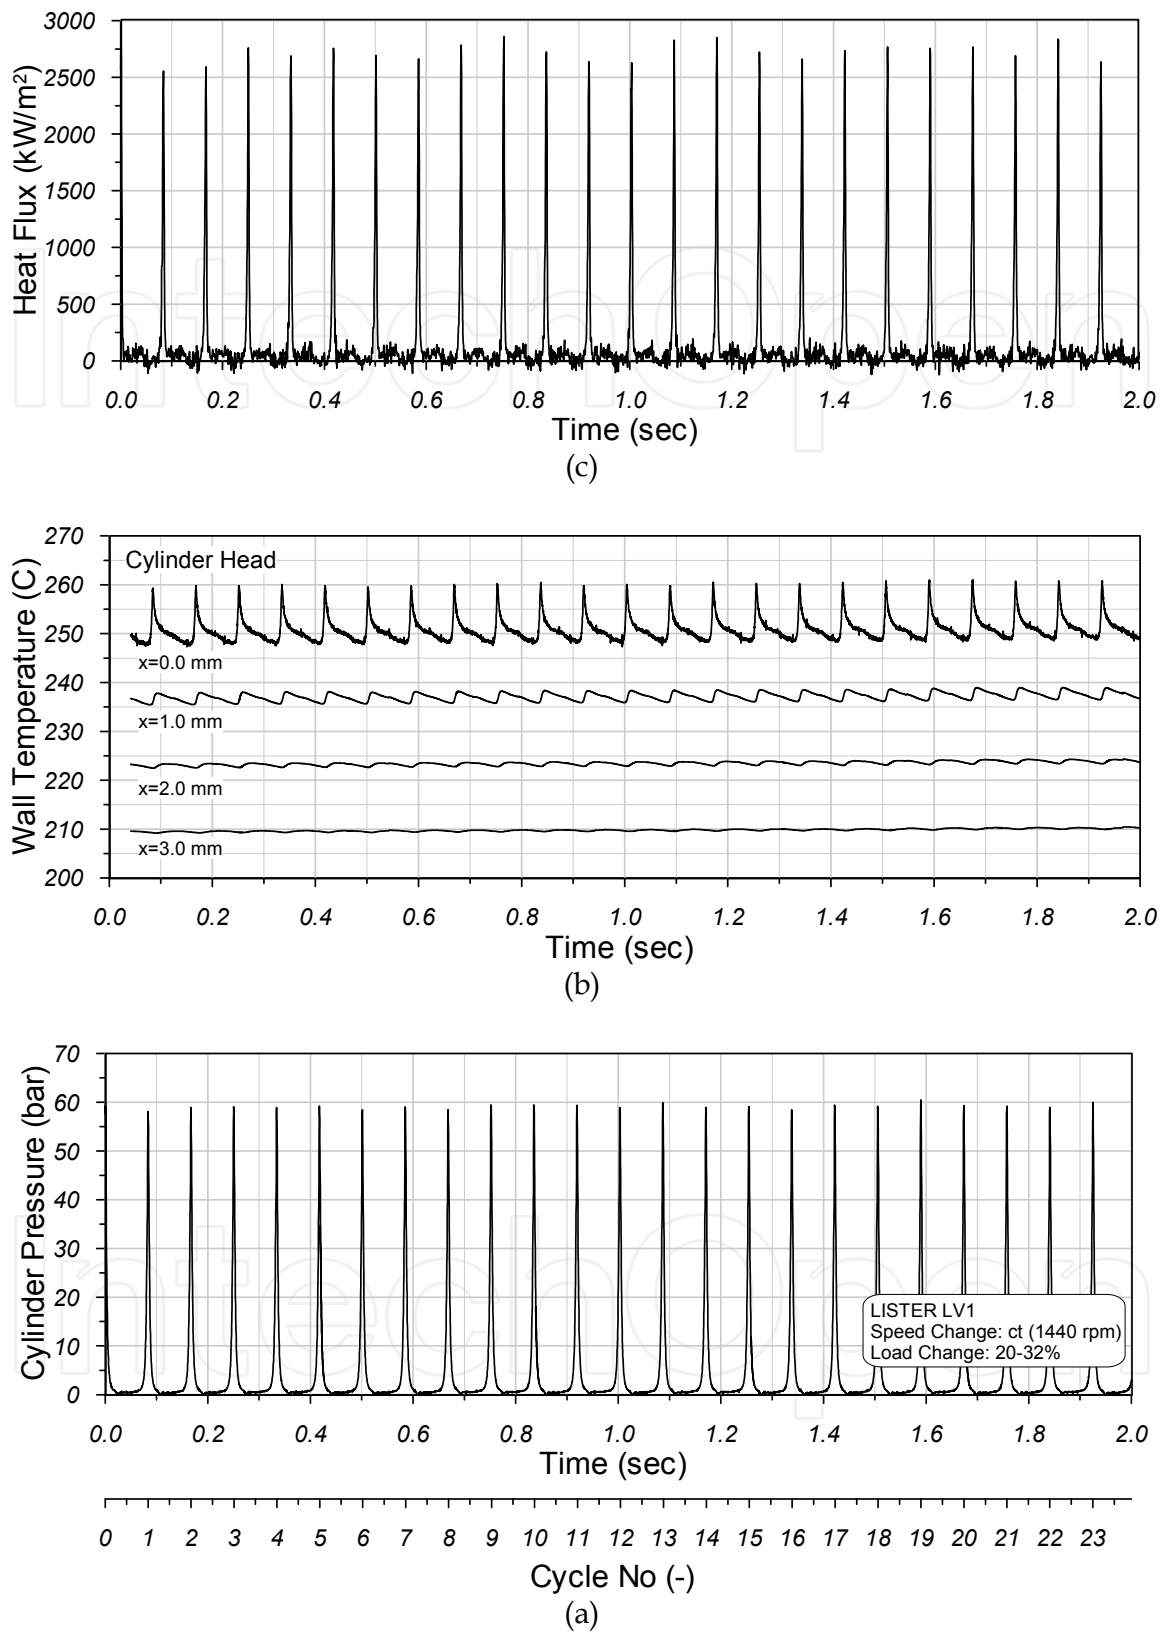 3000
2500
2000
1500
1000
500
0
Heat Flux (kW/m²)
0.0 0.2 0.4 0.6 0.8 1.0 1.2 1.4 1.6 1.8 2.0
Time (sec)
(c)
IntechOpen
270
260
250
240
230
220
210
200
Wall Temperature (C)
Cylinder Head
x=0.0 mm
x=1.0 mm
x=2.0 mm
x=3.0 mm
0.0 0.2 0.4 0.6 0.8 1.0 1.2 1.4 1.6 1.8 2.0
Time (sec)
(b)
70
60
50
40
30
20
10
0
Cylinder Pressure (bar)
IntechOpen
LISTER LV1
Speed Change: ct (1440 rpm)
Load Change: 20-32%
0.0 0.2 0.4 0.6 0.8 1.0 1.2 1.4 1.6 1.8 2.0
Time (sec)
0 1 2 3 4 5 6 7 8 9 10 11 12 13 14 15 16 17 18 19 20 21 22 23
Cycle No (-)
(a)